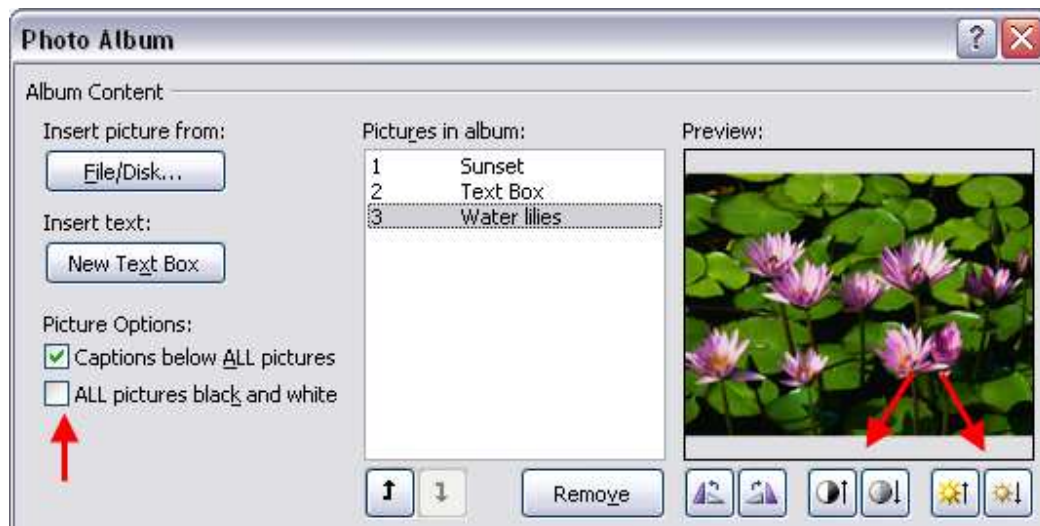 Photo Album
Album Content
Insert picture from:
File/Disk...
Insert text:
New Text Box
Picture Options:
Captions below ALL pictures
ALL pictures black and white
Pictures in album:
1 Sunset
2 Text Box
3 Water lilies
Remove
Preview: